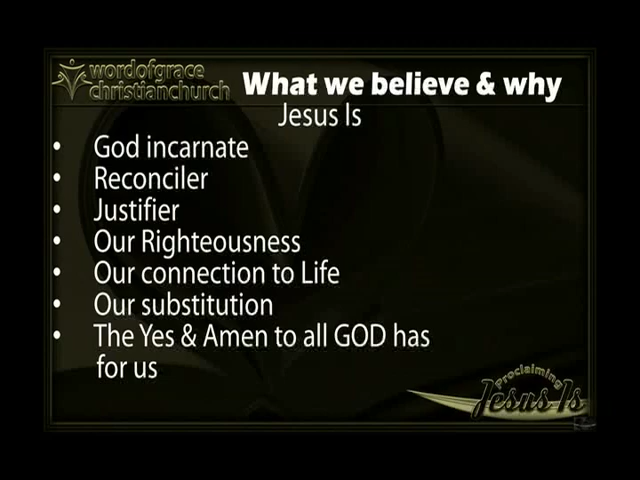 wordofgrace
christianchurch
What we believe & why
Jesus Is
• God incarnate
• Reconciler
• Justifier
• Our Righteousness
• Our connection to Life
• Our substitution
• The Yes & Amen to all GOD has
for us
Proclaiming
Jesus Is